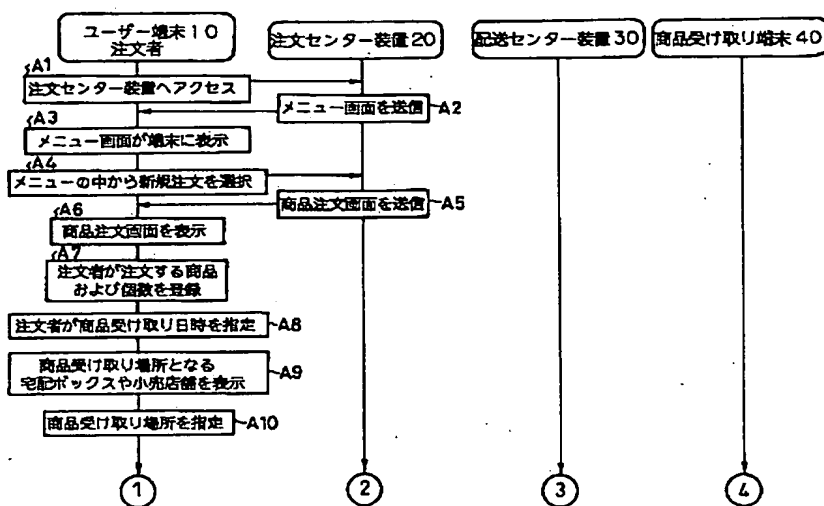 ユーザー端末10
注文者
注文センター装置20
配送センター装置30
商品受け取り端末40
A1
注文センター装置へアクセス
メニュー画面を送信
A2
A3
メニュー画面が端末に表示
A4
メニューの中から新規注文を選択
商品注文画面を送信
A5
A6
商品注文画面を表示
A7
注文者が注文する商品
および個数を登録
注文者が商品受け取り日時を指定
A8
商品受け取り場所となる
宅配ボックスや小売店舗を表示
A9
商品受け取り場所を指定
A10
1
2
3
4